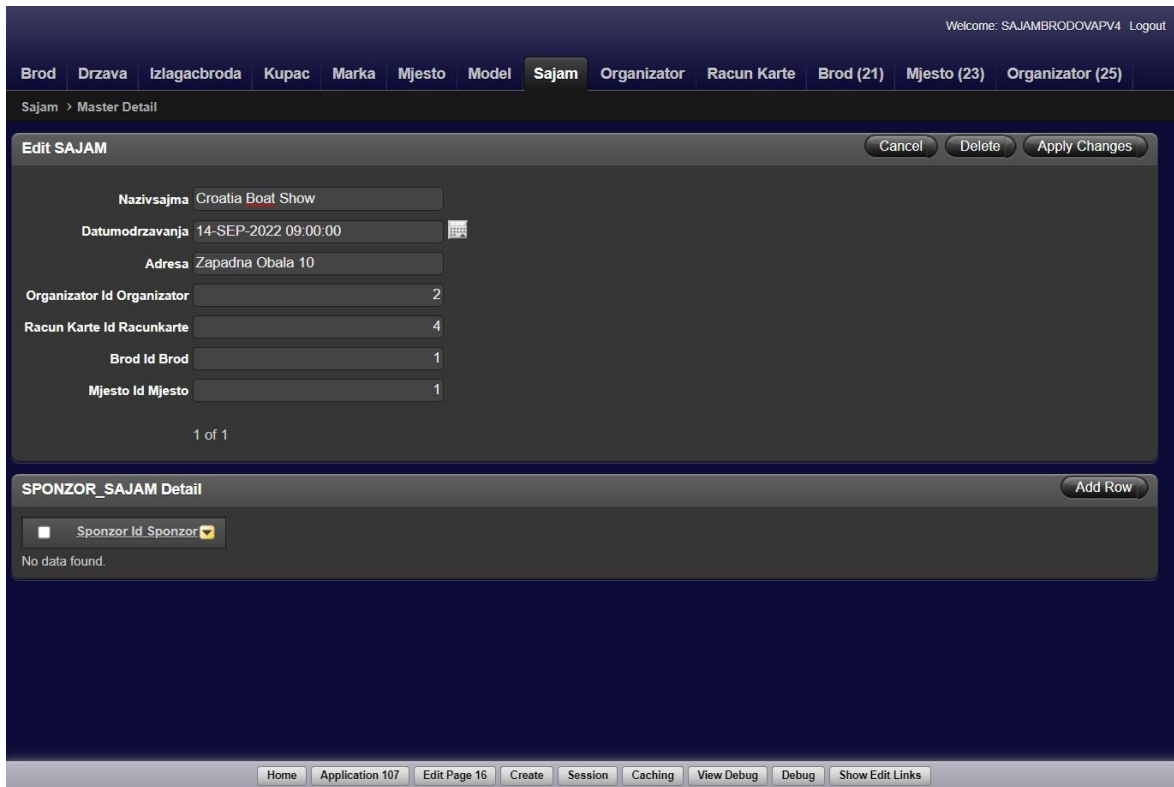 Welcome: SAJAMBRODOVAPV4 Logout
Brod Drzava Izlagacbroda Kupac Marka Mjesto Model Sajam Organizator Racun Karte Brod (21) Mjesto (23) Organizator (25)
Sajam > Master Detail
Edit SAJAM Cancel Delete Apply Changes
Nazivsajma Croatia Boat Show
Datumodrzavanja 14-SEP-2022 09:00:00
Adresa Zapadna Obala 10
Organizator Id Organizator 2
Racun Karte Id Racunkarte 4
Brod Id Brod 1
Mjesto Id Mjesto 1
1 of 1
SPONZOR_SAJAM Detail Add Row
Sponzor Id Sponzor
No data found.
Home Application 107 Edit Page 16 Create Session Caching View Debug Debug Show Edit Links